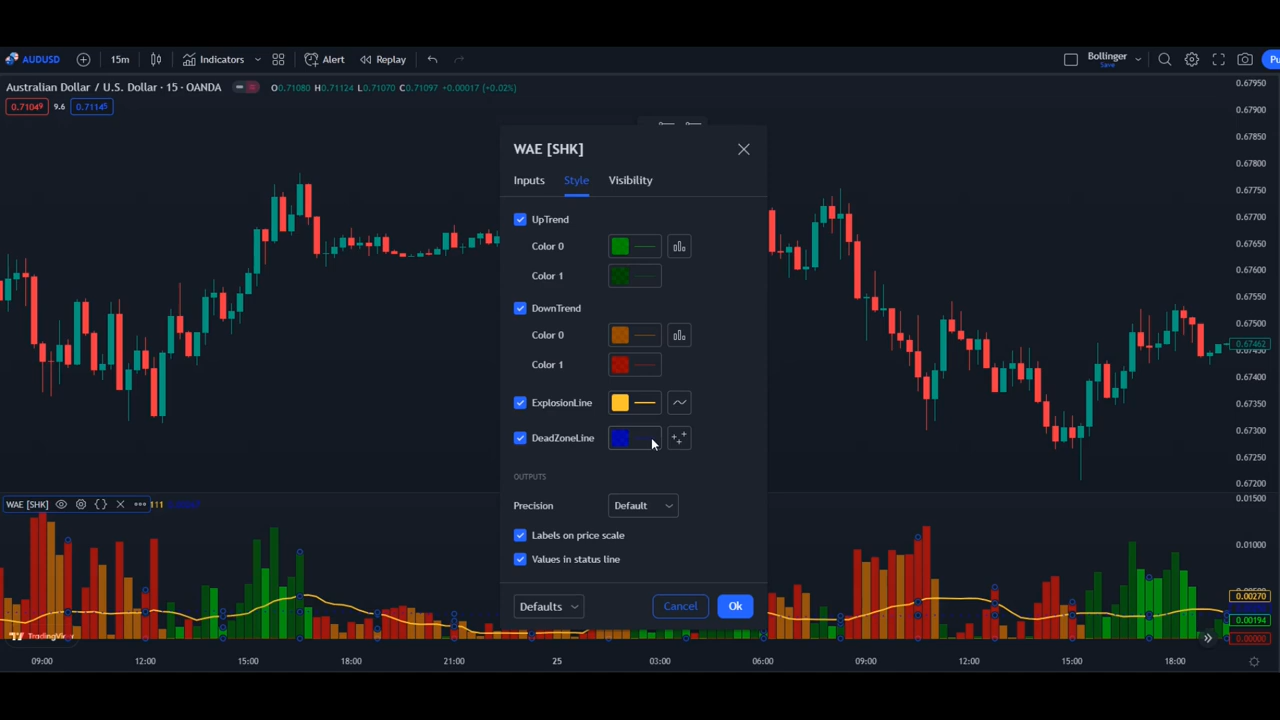 AUDUSD 15m Indicators Alert Replay Bollinger Save Pu
Australian Dollar / U.S. Dollar · 15 · OANDA O0.71080 H0.71124 L0.71070 C0.71097 +0.00017 (+0.02%)
0.71049 9.6 0.71145
0.67950
0.67900
0.67850
0.67800
0.67750
0.67700
0.67650
0.67600
0.67550
0.67500
0.67462
0.67450
0.67400
0.67350
0.67300
0.67250
0.67200
WAE [SHK]
Inputs Style Visibility
UpTrend
Color 0
Color 1
DownTrend
Color 0
Color 1
ExplosionLine
DeadZoneLine
OUTPUTS
Precision Default
Labels on price scale
Values in status line
Defaults Cancel Ok
WAE [SHK] 111
0.01500
0.01000
0.00270
0.00194
0.00000
TradingView
09:00 12:00 15:00 18:00 21:00 25 03:00 06:00 09:00 12:00 15:00 18:00